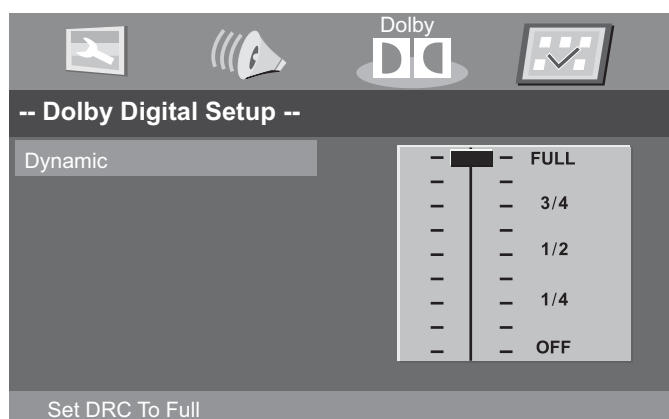 Dolby
-- Dolby Digital Setup --
Dynamic
FULL
3/4
1/2
1/4
OFF
Set DRC To Full